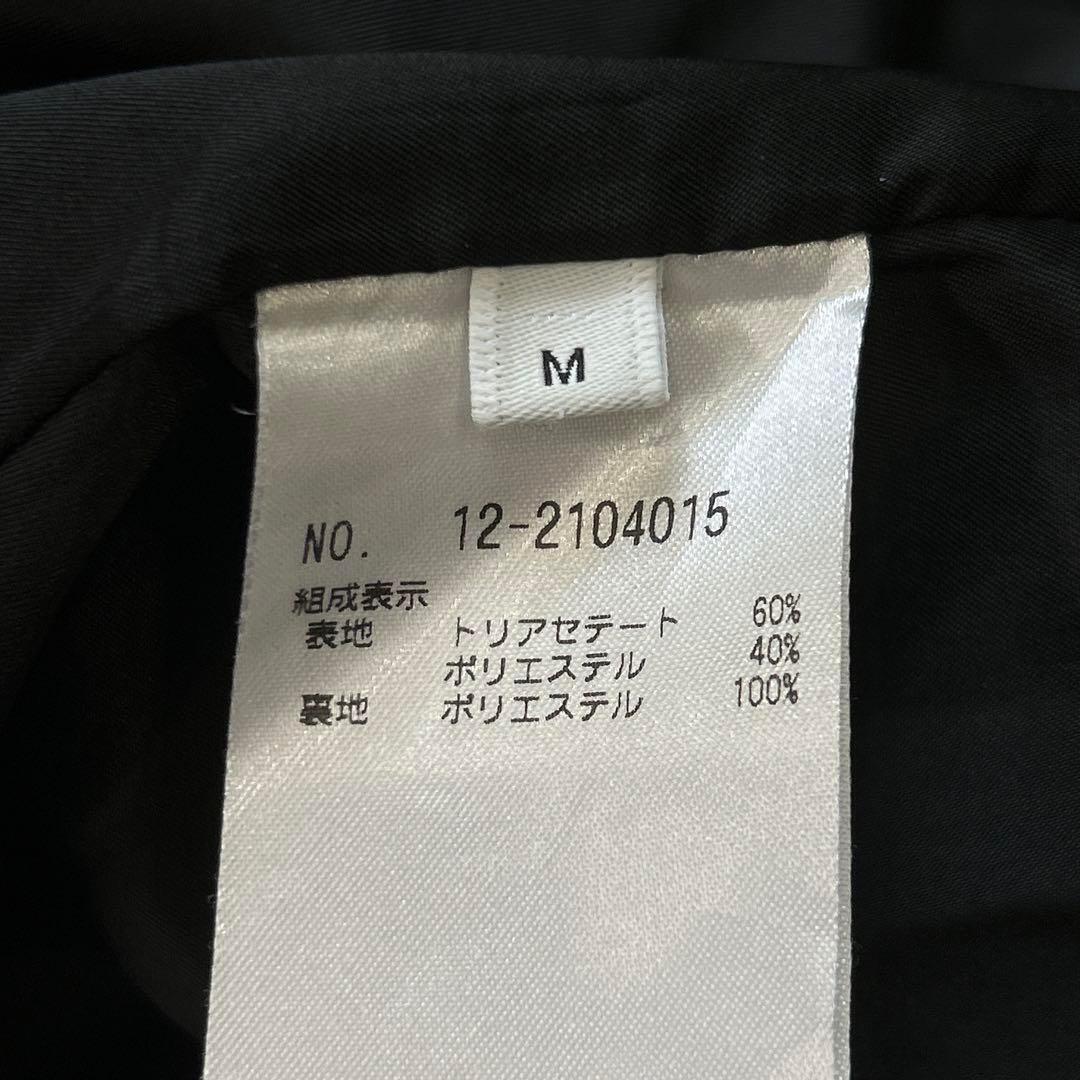 M
NO. 12-2104015
組成表示
表地 トリアセテート 60%
ポリエステル 40%
裏地 ポリエステル 100%